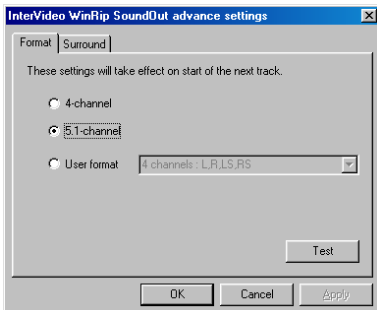 InterVideo WinRip SoundOut advance settings
Format Surround
These settings will take effect on start of the next track.
4-channel
5.1-channel
User format 4 channels : L,R,LS,RS
Test
OK Cancel Apply